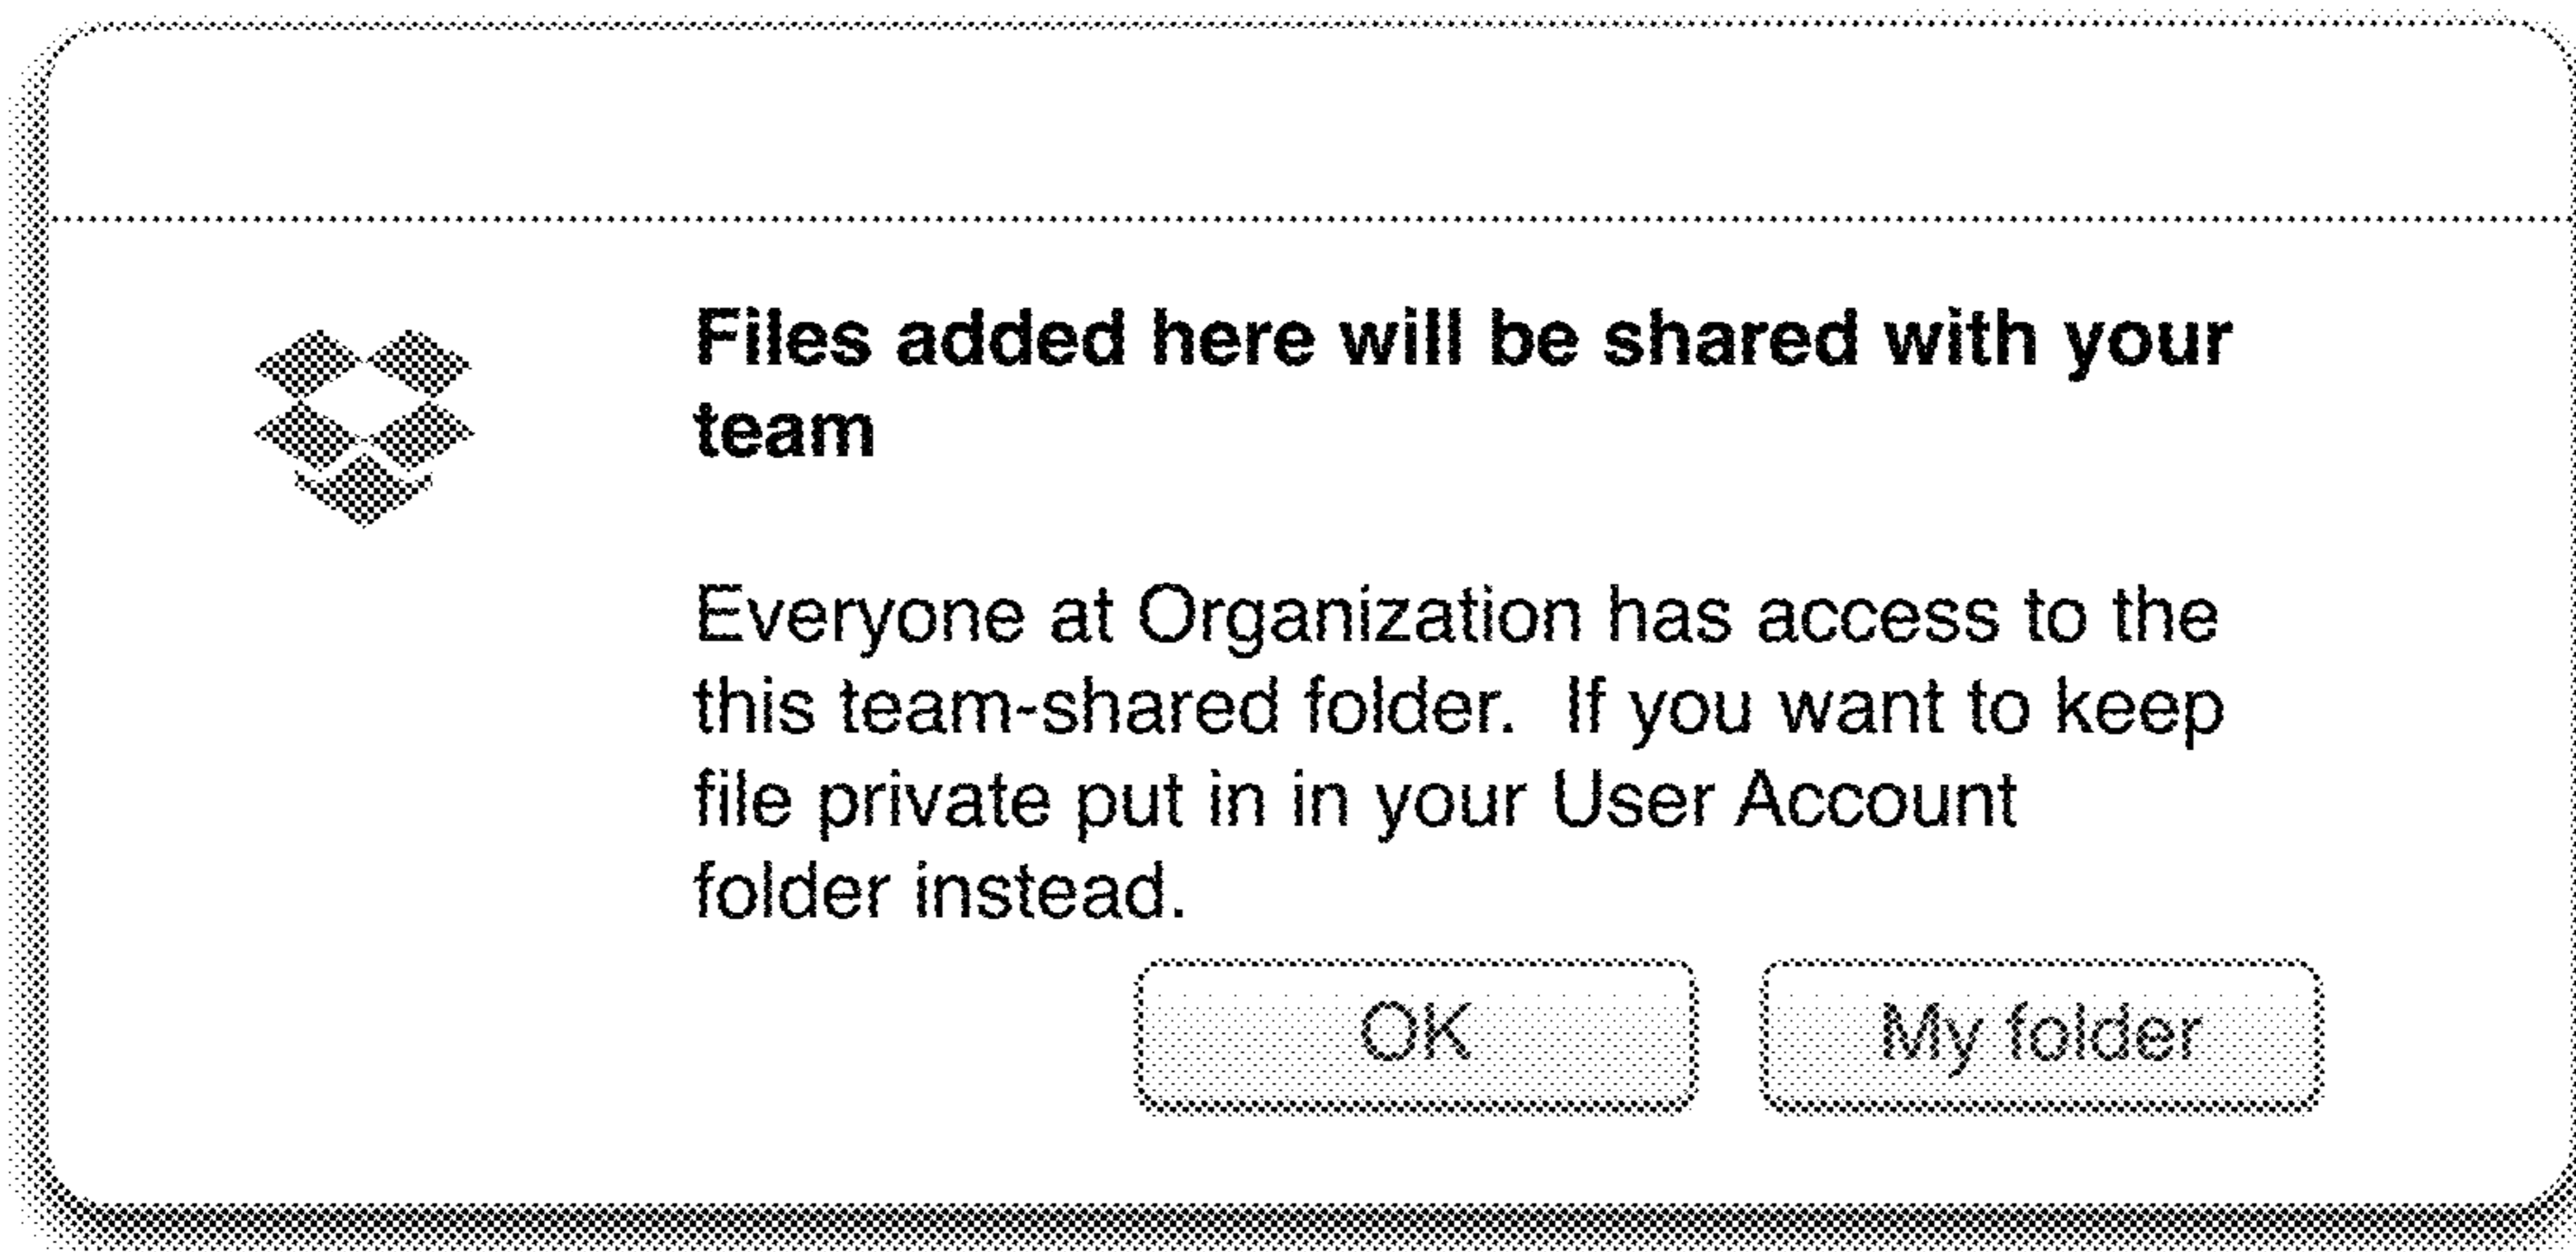 Files added here will be shared with your
team
Everyone at Organization has access to the
this team-shared folder.  If you want to keep
file private put in in your User Account
folder instead.
OK
My folder